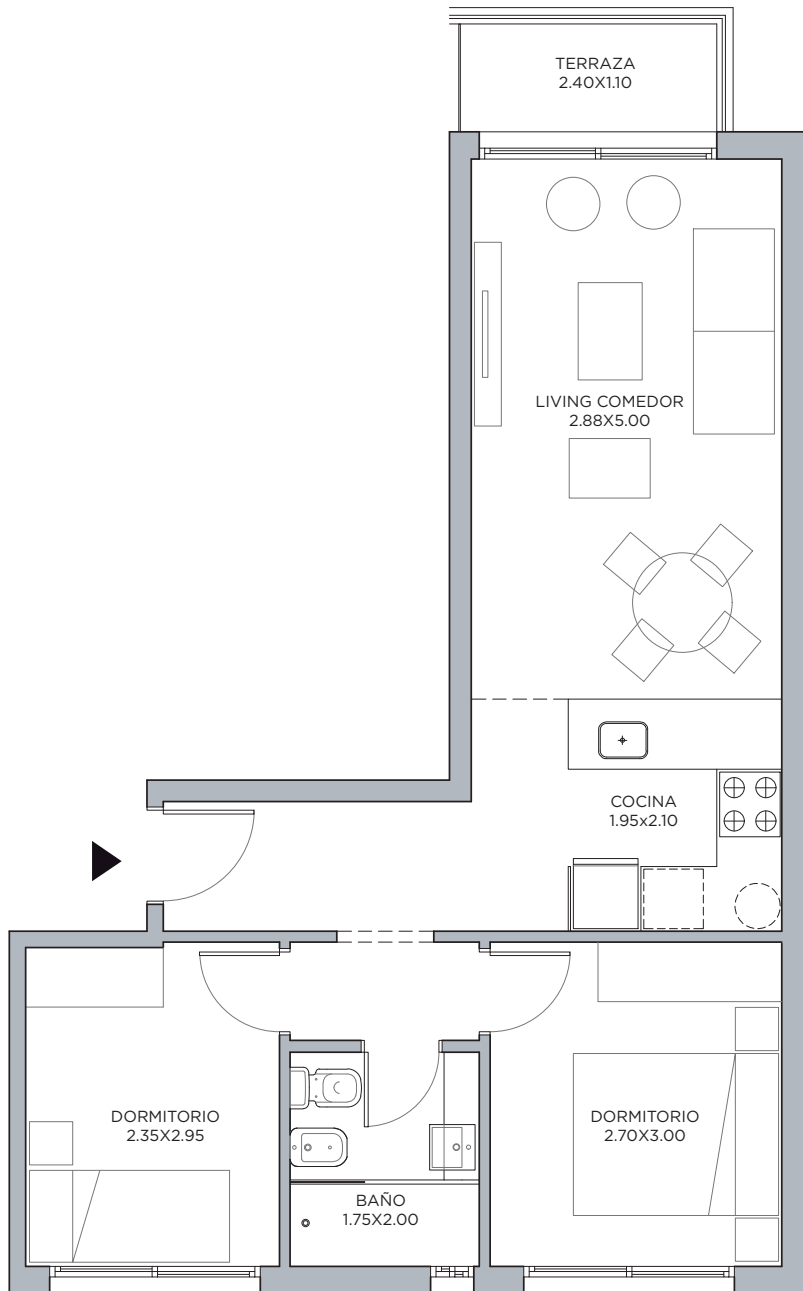 TERRAZA
2.40X1.10
LIVING COMEDOR
2.88X5.00
COCINA
1.95x2.10
DORMITORIO
2.35X2.95
DORMITORIO
2.70X3.00
BAÑO
1.75X2.00